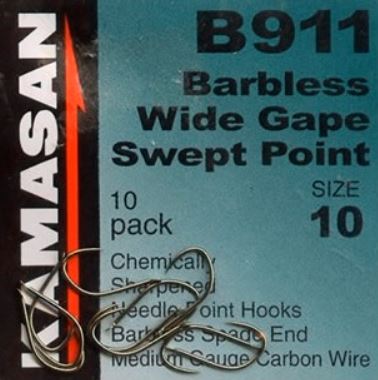 KAMASAN
B911
Barbless
Wide Gape
Swept Point
SIZE
10
10
pack
Chemically
Sharpened
Needle Point Hooks
Barbless Spade End
Medium Gauge Carbon Wire